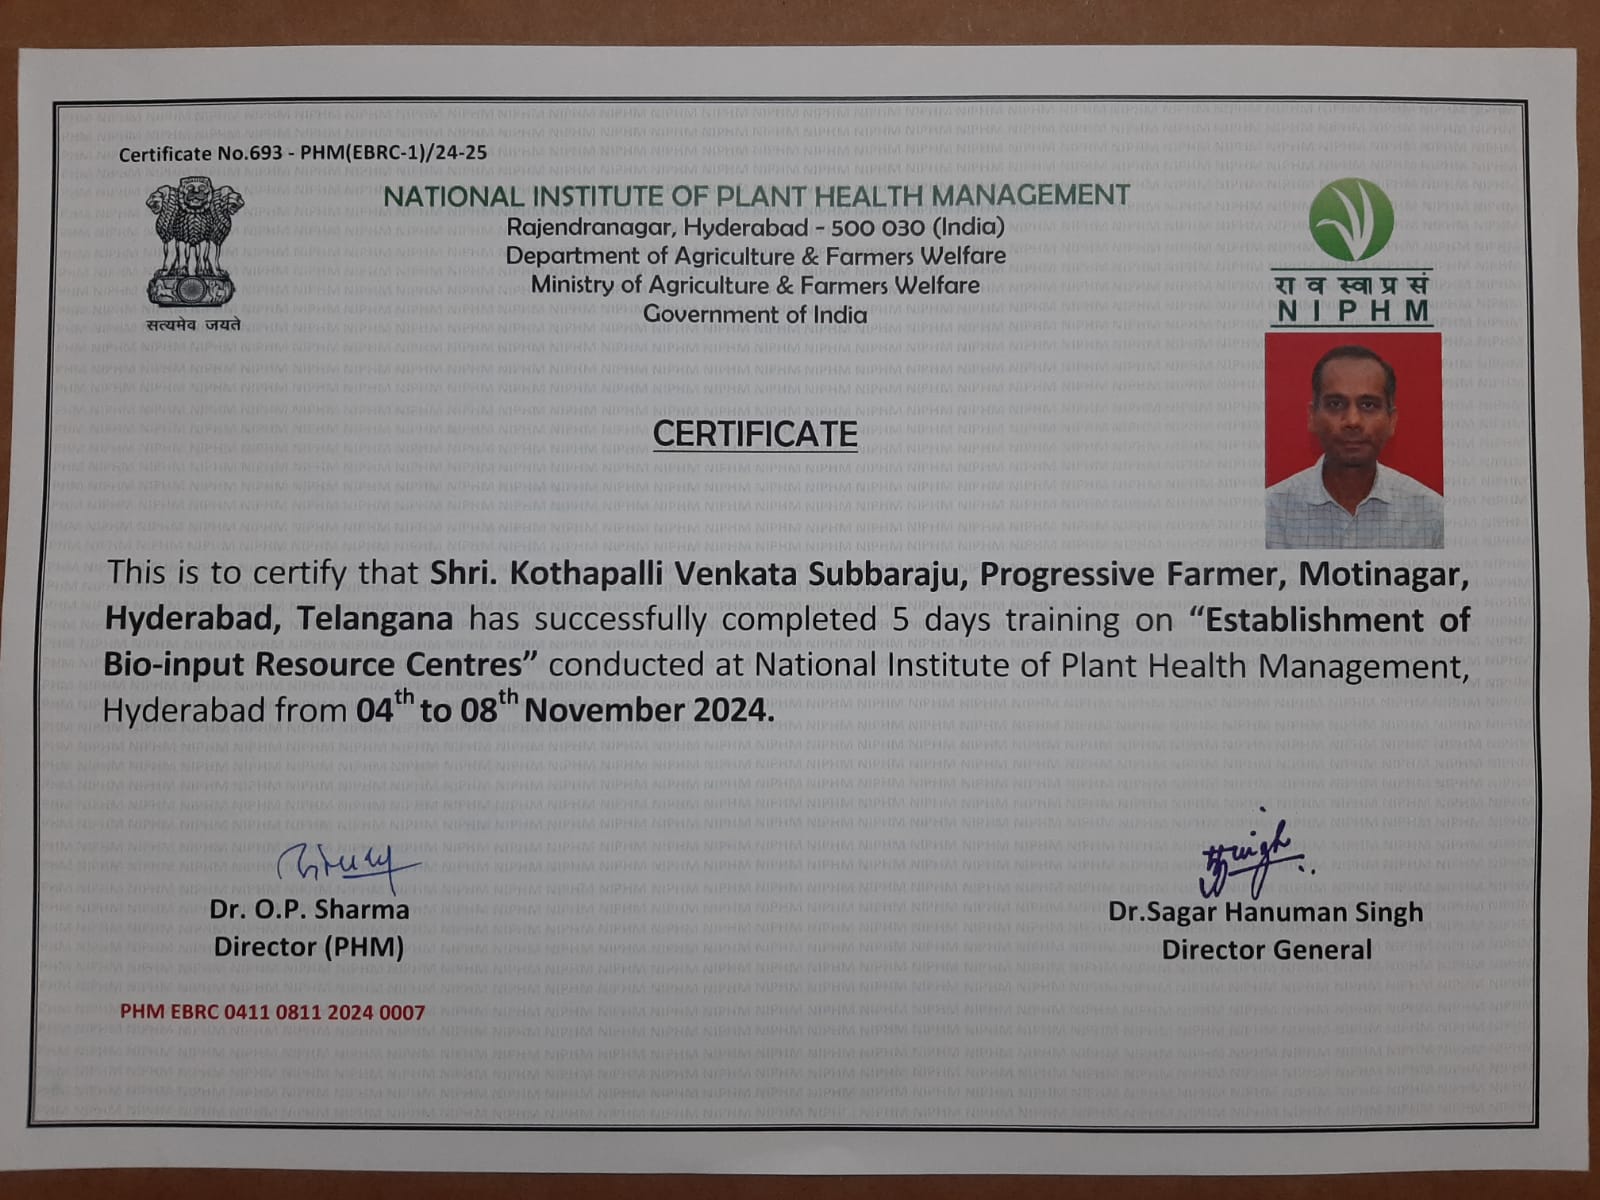 Certificate No.693 - PHM(EBRC-1)/24-25
NATIONAL INSTITUTE OF PLANT HEALTH MANAGEMENT
Rajendranagar, Hyderabad - 500 030 (India)
Department of Agriculture & Farmers Welfare
Ministry of Agriculture & Farmers Welfare
Government of India
सत्यमेव जयते
रा व स्वा प्र सं
N I P H M
CERTIFICATE
This is to certify that Shri. Kothapalli Venkata Subbaraju, Progressive Farmer, Motinagar,
Hyderabad, Telangana has successfully completed 5 days training on “Establishment of
Bio-input Resource Centres” conducted at National Institute of Plant Health Management,
Hyderabad from 04th to 08th November 2024.
Dr. O.P. Sharma
Director (PHM)
Dr.Sagar Hanuman Singh
Director General
PHM EBRC 0411 0811 2024 0007